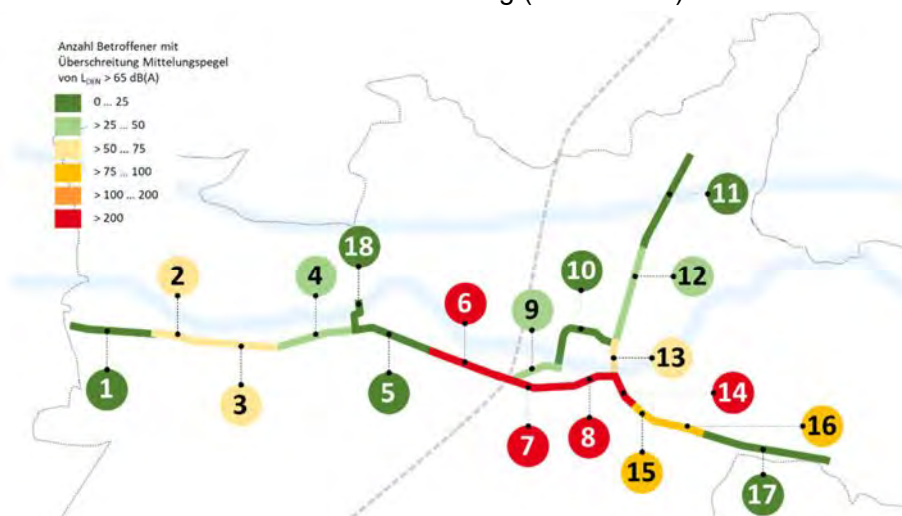 Anzahl Betroffener mit
Überschreitung Mittelungspegel
von L_DEN > 65 dB(A)
0 ... 25
> 25 ... 50
> 50 ... 75
> 75 ... 100
> 100 ... 200
> 200
11
18
10
2
4
6
9
12
13
1
3
5
7
8
14
15
16
17